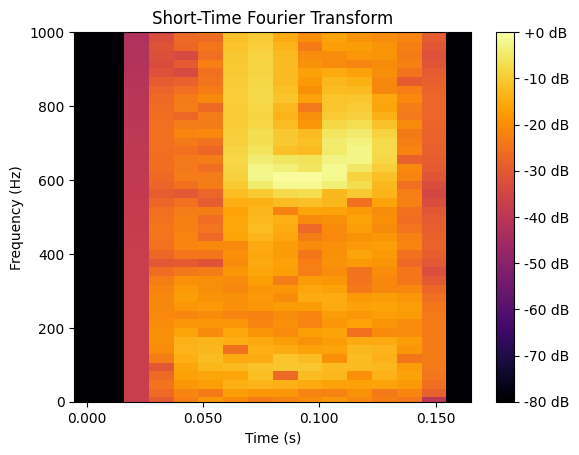 Short-Time Fourier Transform
1000
800
600
400
200
0
Frequency (Hz)
0.000
0.050
0.100
0.150
Time (s)
+0 dB
-10 dB
-20 dB
-30 dB
-40 dB
-50 dB
-60 dB
-70 dB
-80 dB